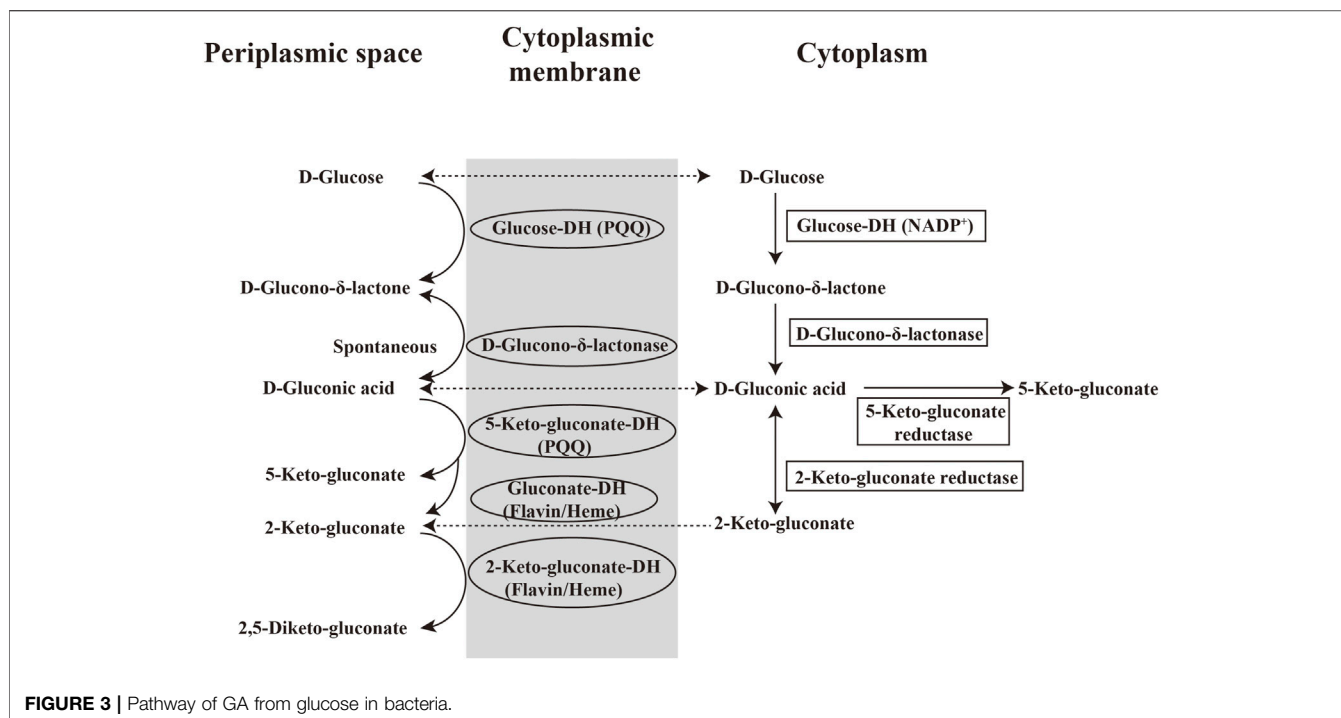 Periplasmic space
Cytoplasmic
membrane
Cytoplasm
D-Glucose
D-Glucose
Glucose-DH (PQQ)
Glucose-DH (NADP⁺)
D-Glucono-δ-lactone
D-Glucono-δ-lactone
Spontaneous
D-Glucono-δ-lactonase
D-Glucono-δ-lactonase
D-Gluconic acid
D-Gluconic acid
5-Keto-gluconate
5-Keto-gluconate-DH
(PQQ)
5-Keto-gluconate
reductase
5-Keto-gluconate
2-Keto-gluconate reductase
Gluconate-DH
(Flavin/Heme)
2-Keto-gluconate
2-Keto-gluconate
2-Keto-gluconate-DH
(Flavin/Heme)
2,5-Diketo-gluconate
FIGURE 3 | Pathway of GA from glucose in bacteria.